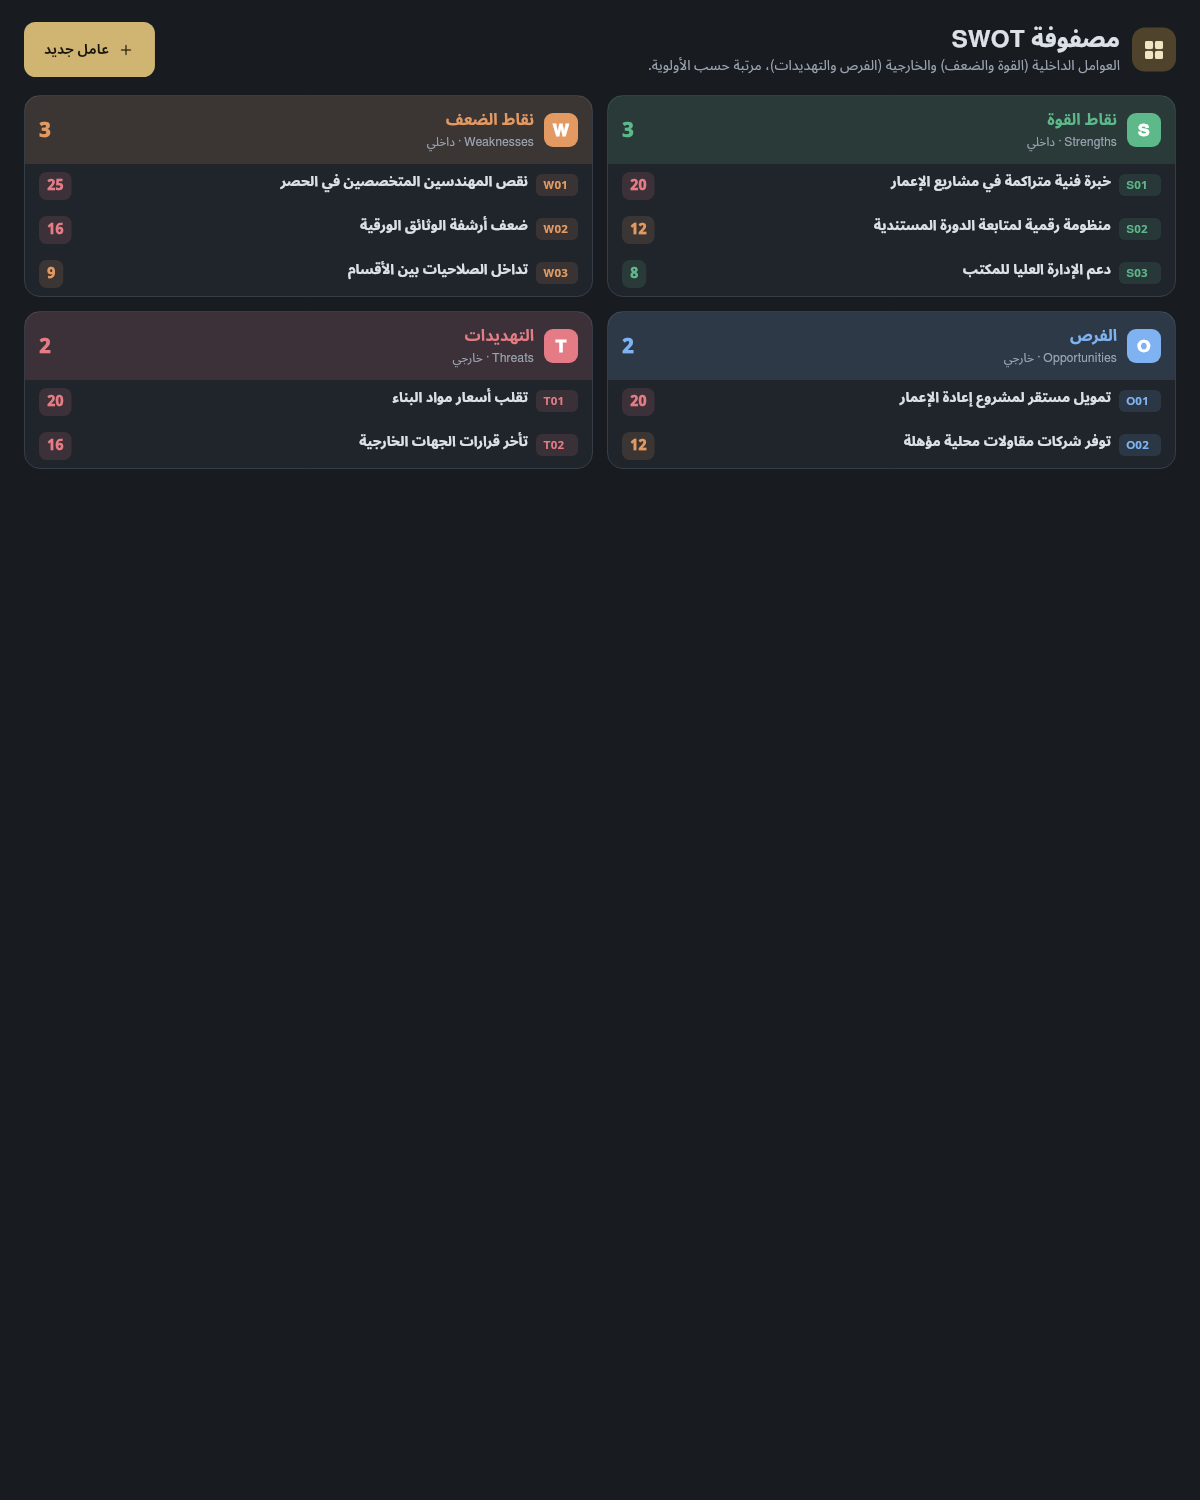 مصفوفة SWOT
العوامل الداخلية (القوة والضعف) والخارجية (الفرص والتهديدات)، مرتبة حسب الأولوية.
+ عامل جديد
S
نقاط القوة
Strengths · داخلي
3
S01 خبرة فنية متراكمة في مشاريع الإعمار 20
S02 منظومة رقمية لمتابعة الدورة المستندية 12
S03 دعم الإدارة العليا للمكتب 8
W
نقاط الضعف
Weaknesses · داخلي
3
W01 نقص المهندسين المتخصصين في الحصر 25
W02 ضعف أرشفة الوثائق الورقية 16
W03 تداخل الصلاحيات بين الأقسام 9
O
الفرص
Opportunities · خارجي
2
O01 تمويل مستقر لمشروع إعادة الإعمار 20
O02 توفر شركات مقاولات محلية مؤهلة 12
T
التهديدات
Threats · خارجي
2
T01 تقلب أسعار مواد البناء 20
T02 تأخر قرارات الجهات الخارجية 16